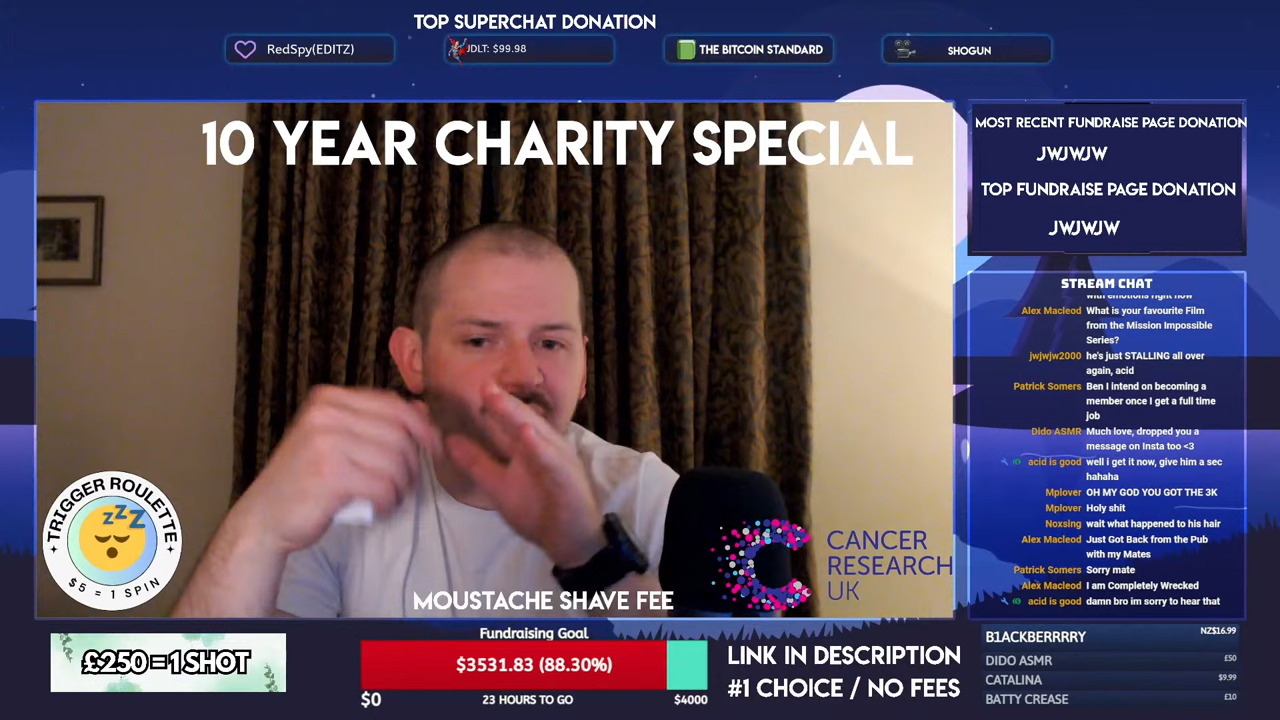 TOP SUPERCHAT DONATION
RedSpy(EDITZ)
JDLT: $99.98
THE BITCOIN STANDARD
SHOGUN
10 YEAR CHARITY SPECIAL
MOST RECENT FUNDRAISE PAGE DONATION
JWJWJW
TOP FUNDRAISE PAGE DONATION
JWJWJW
STREAM CHAT
with emotions right now
Alex Macleod What is your favourite Film
from the Mission Impossible
Series?
jwjwjw2000 he's just STALLING all over
again, acid
Patrick Somers Ben I intend on becoming a
member once I get a full time
job
Dido ASMR Much love, dropped you a
message on Insta too <3
acid is good well i get it now, give him a sec
hahaha
Mplover OH MY GOD YOU GOT THE 3K
Mplover Holy shit
Noxsing wait what happened to his hair
Alex Macleod Just Got Back from the Pub
with my Mates
Patrick Somers Sorry mate
Alex Macleod I am Completely Wrecked
acid is good damn bro im sorry to hear that
TRIGGER ROULETTE
zzz
$5 = 1 SPIN
CANCER
RESEARCH
UK
MOUSTACHE SHAVE FEE
£250 = 1 SHOT
Fundraising Goal
$3531.83 (88.30%)
$0
23 HOURS TO GO
$4000
LINK IN DESCRIPTION
#1 CHOICE / NO FEES
B1ACKBERRRRY NZ$16.99
DIDO ASMR £50
CATALINA $9.99
BATTY CREASE £10